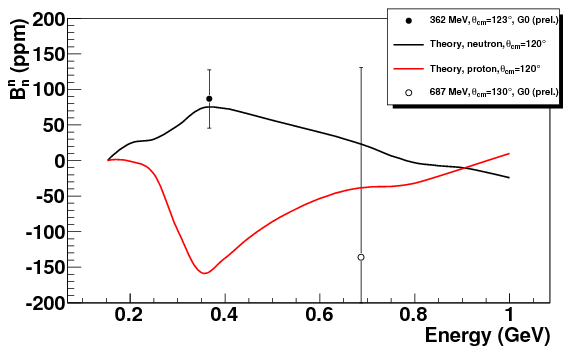 362 MeV, θcm=123°, G0 (prel.)
Theory, neutron,θcm=120°
Theory, proton,θcm=120°
687 MeV,θcm=130°, G0 (prel.)
Bnn (ppm)
200
150
100
50
0
-50
-100
-150
-200
0.2 0.4 0.6 0.8 1
Energy (GeV)